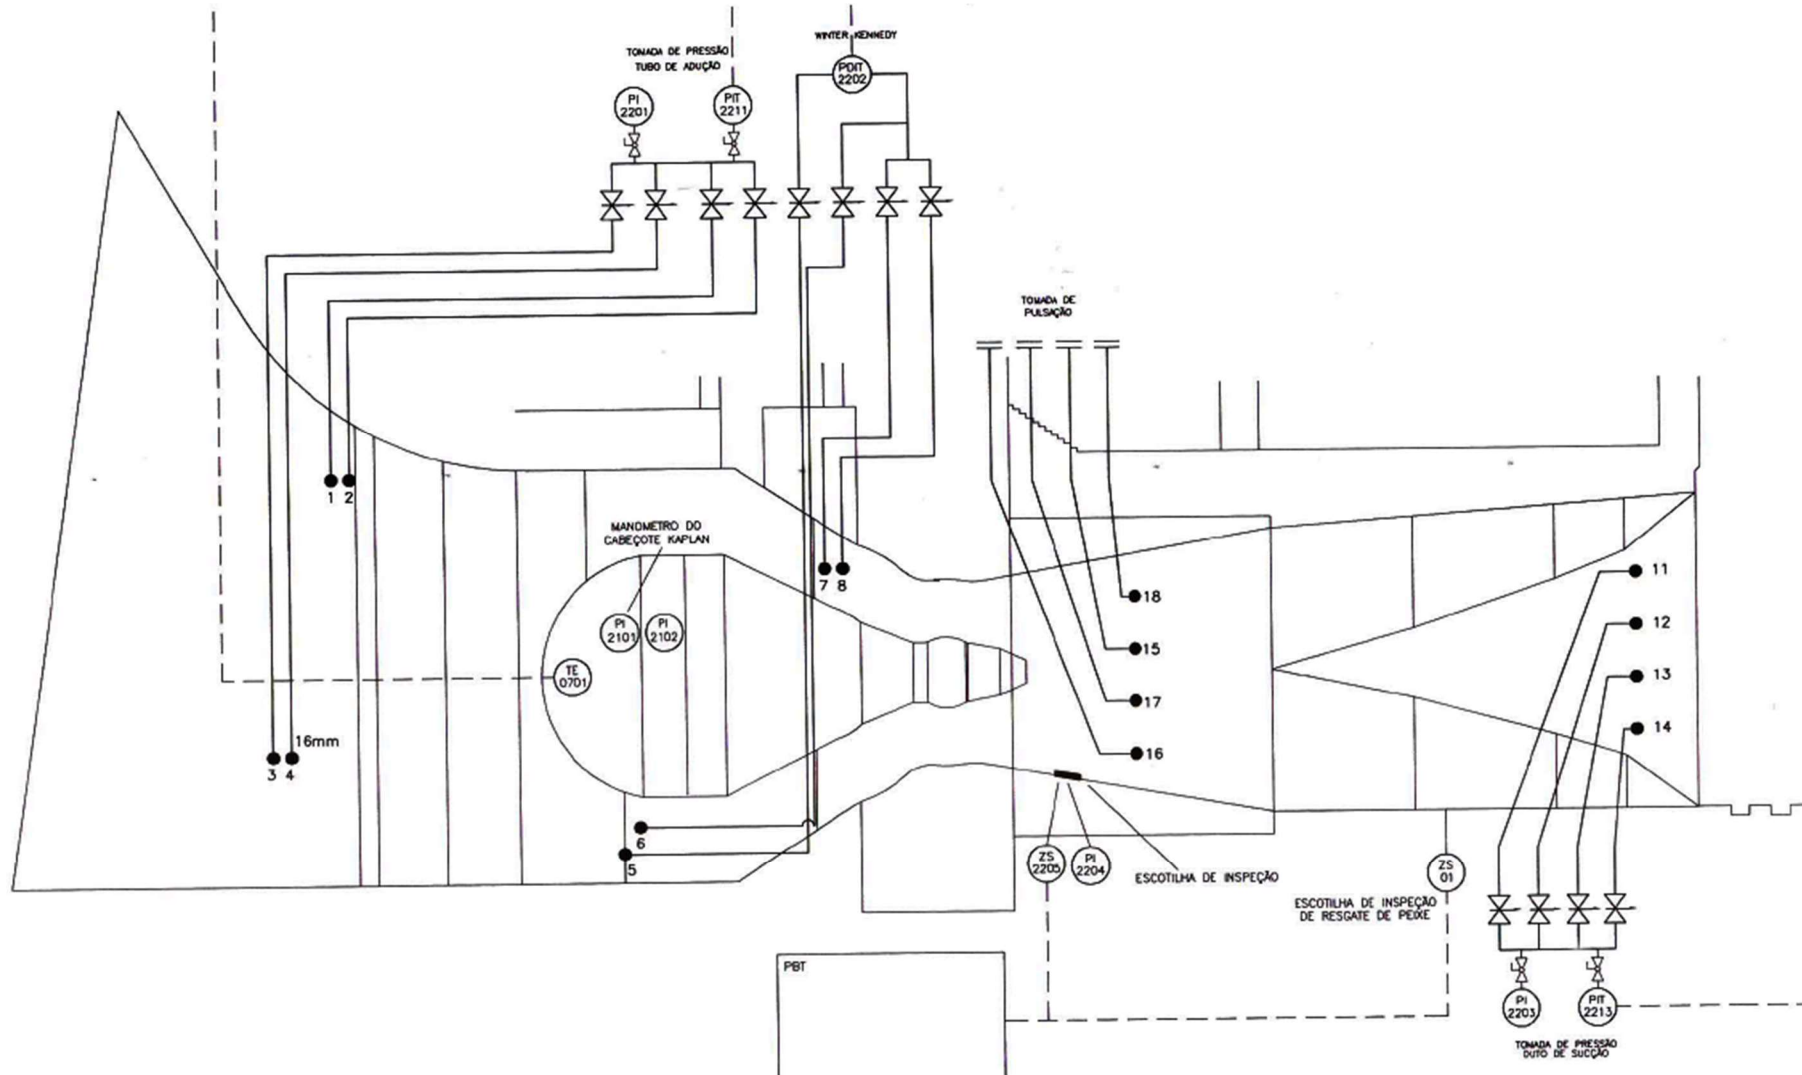 WINTER KENNEDY
TOMADA DE PRESSÃO
TUBO DE ADUÇÃO
PDIT
2202
PI
2201
PIT
2211
TOMADA DE
PULSAÇÃO
1 2
MANOMETRO DO
CABEÇOTE KAPLAN
7 8
11
18
12
PI
2101
PI
2102
15
TE
0701
13
17
14
16mm
16
3 4
6
5
ZS
2205
PI
2204
ESCOTILHA DE INSPEÇÃO
ZS
01
ESCOTILHA DE INSPEÇÃO
DE RESGATE DE PEIXE
PBT
PI
2203
PIT
2213
TOMADA DE PRESSÃO
DUTO DE SUCÇÃO